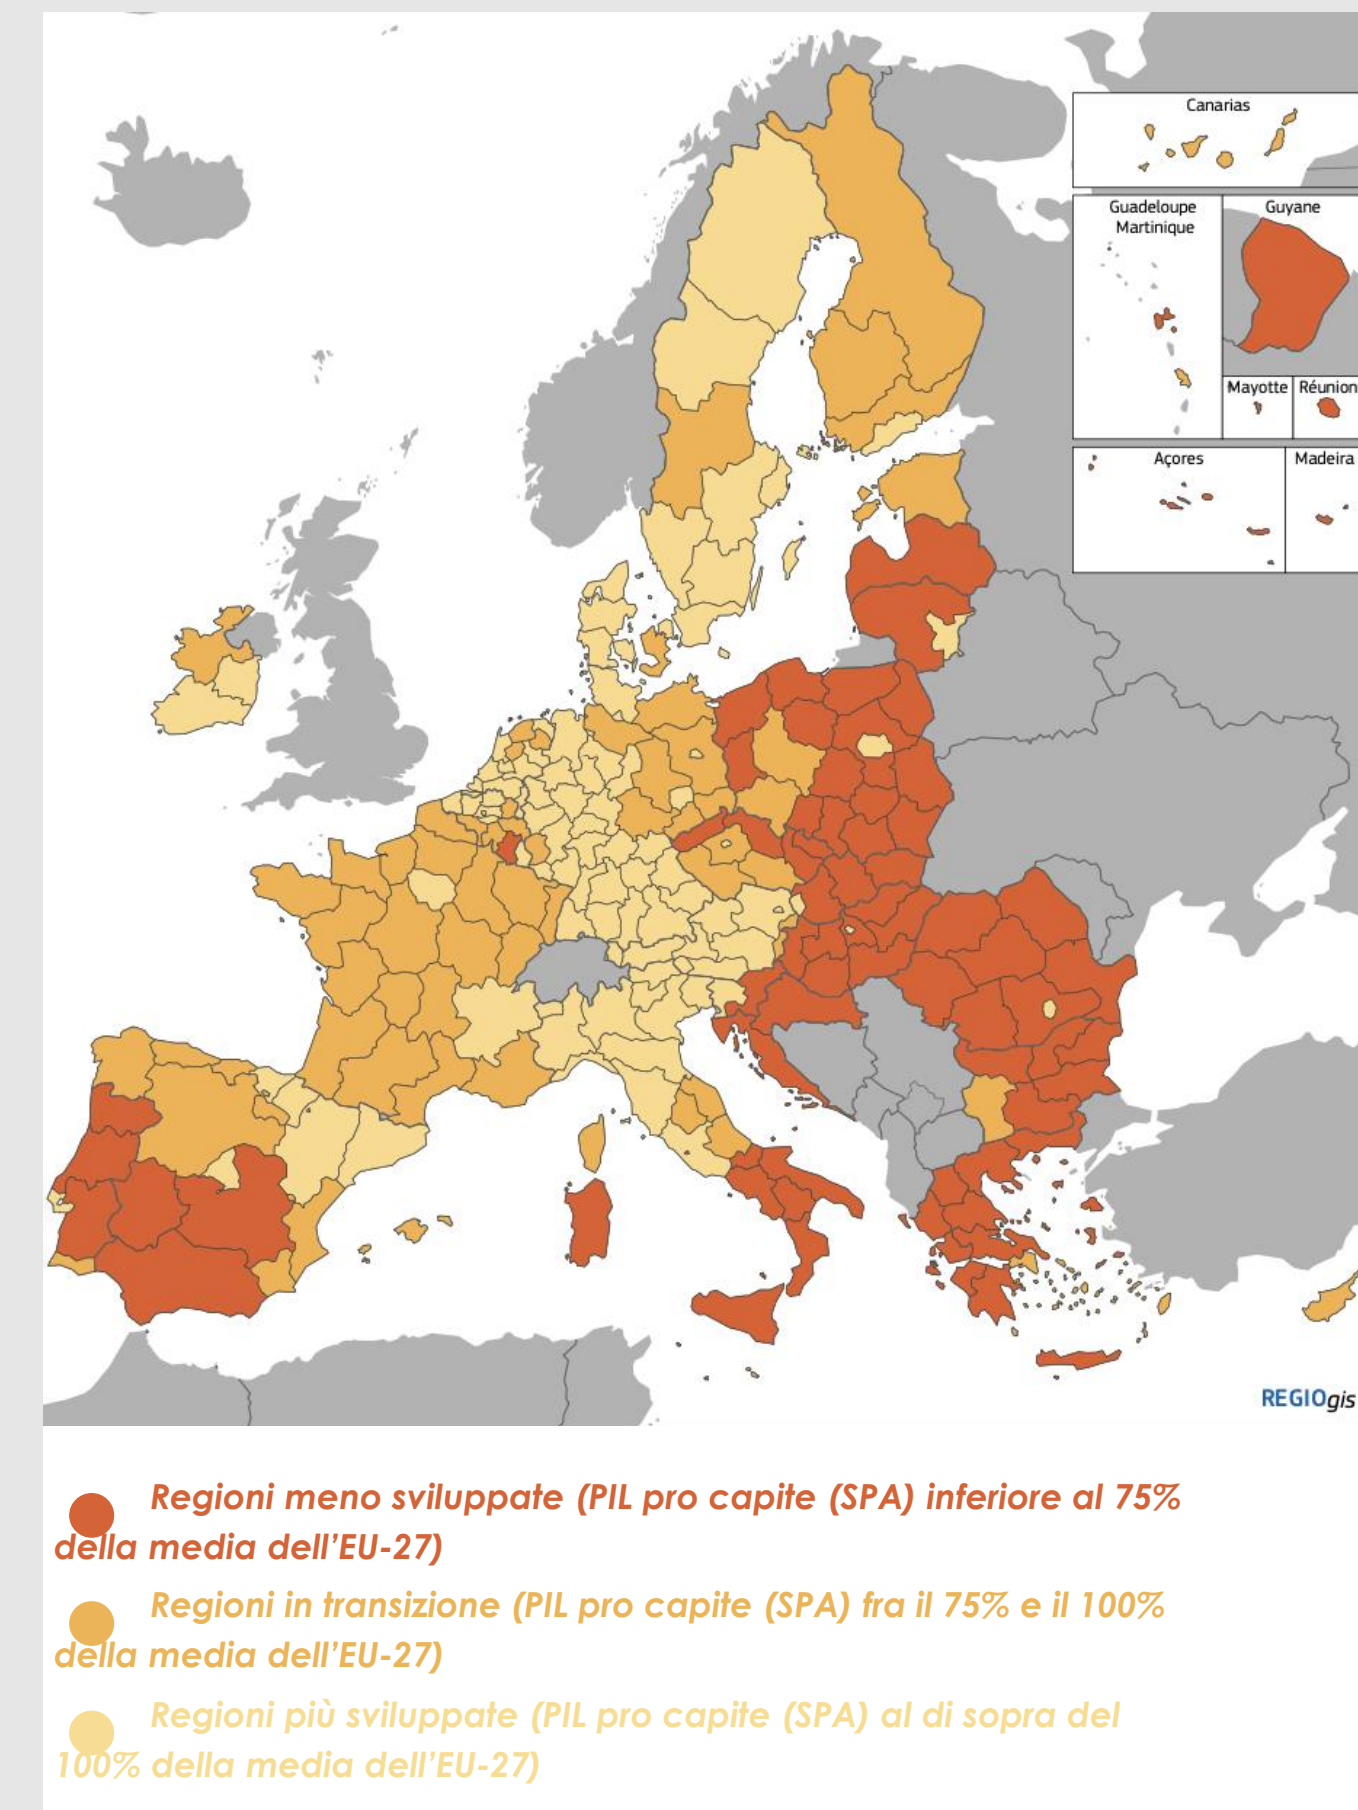 Canarias
Guadeloupe
Martinique
Guyane
Mayotte
Réunion
Açores
Madeira
REGIOgis
Regioni meno sviluppate (PIL pro capite (SPA) inferiore al 75%
della media dell'EU-27)
Regioni in transizione (PIL pro capite (SPA) fra il 75% e il 100%
della media dell'EU-27)
Regioni più sviluppate (PIL pro capite (SPA) al di sopra del
100% della media dell'EU-27)